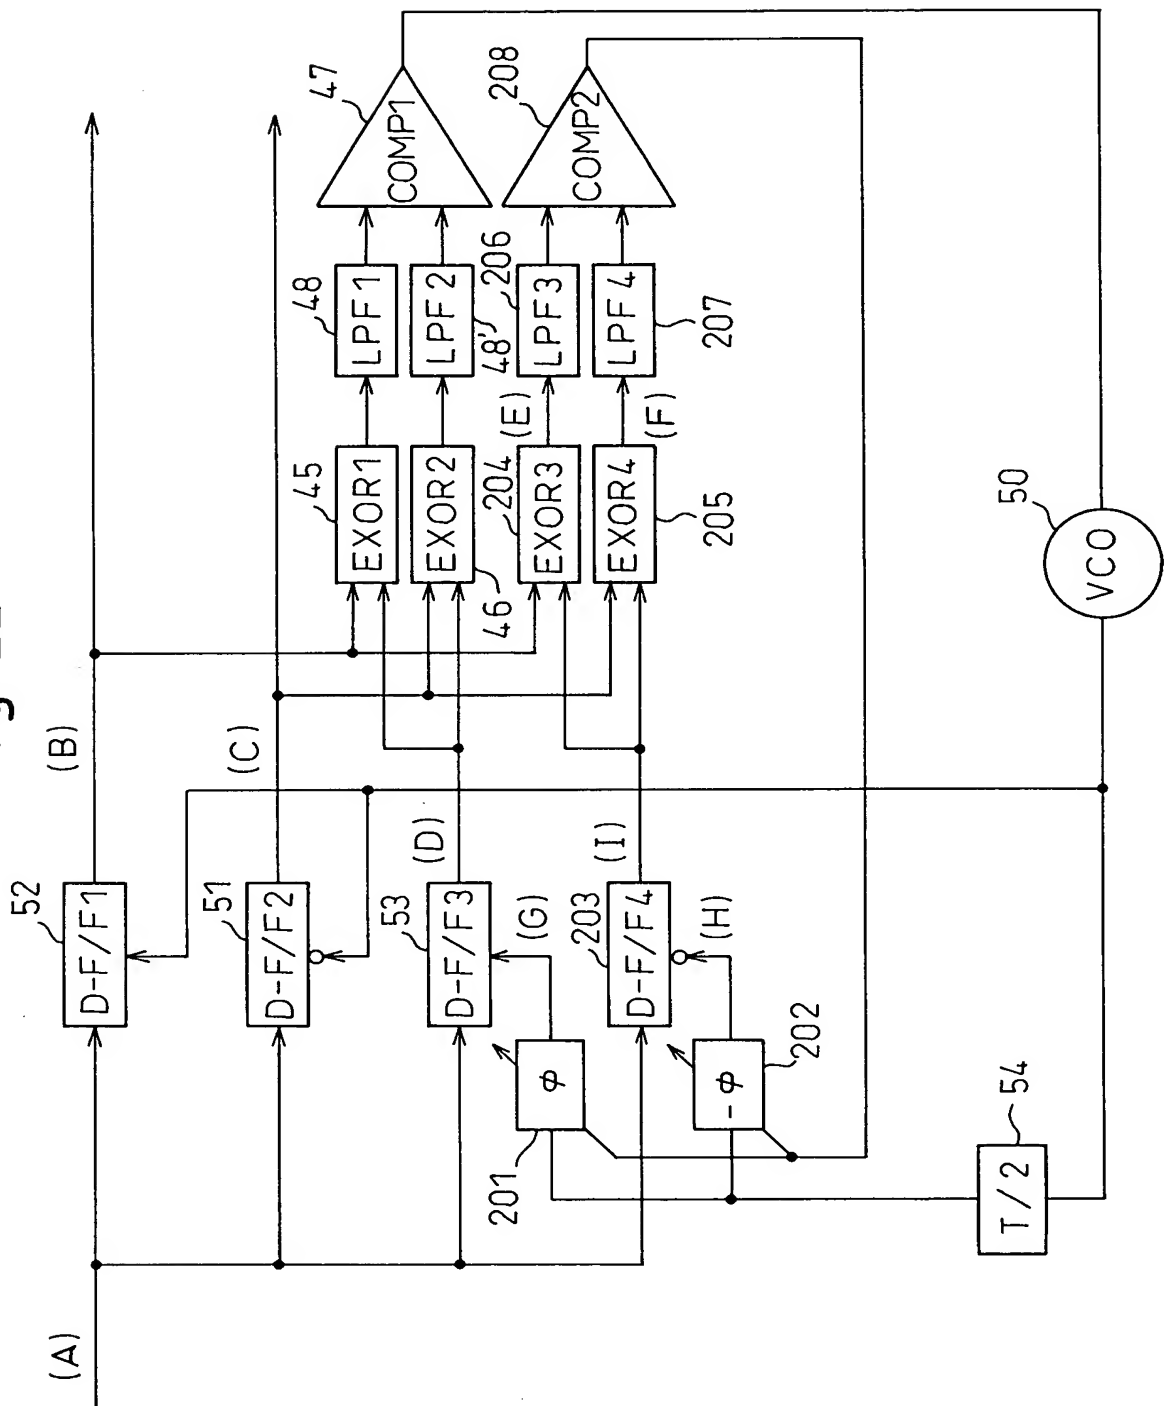 (A)
(B)
(C)
(D)
(I)
(G)
(H)
(E)
(F)
52
D-F/F1
51
D-F/F2
53
D-F/F3
203
D-F/F4
201
φ
202
-φ
54
T/2
50
VCO
45
EXOR1
46
EXOR2
204
EXOR3
205
EXOR4
48
LPF1
48'
LPF2
206
LPF3
207
LPF4
47
COMP1
208
COMP2